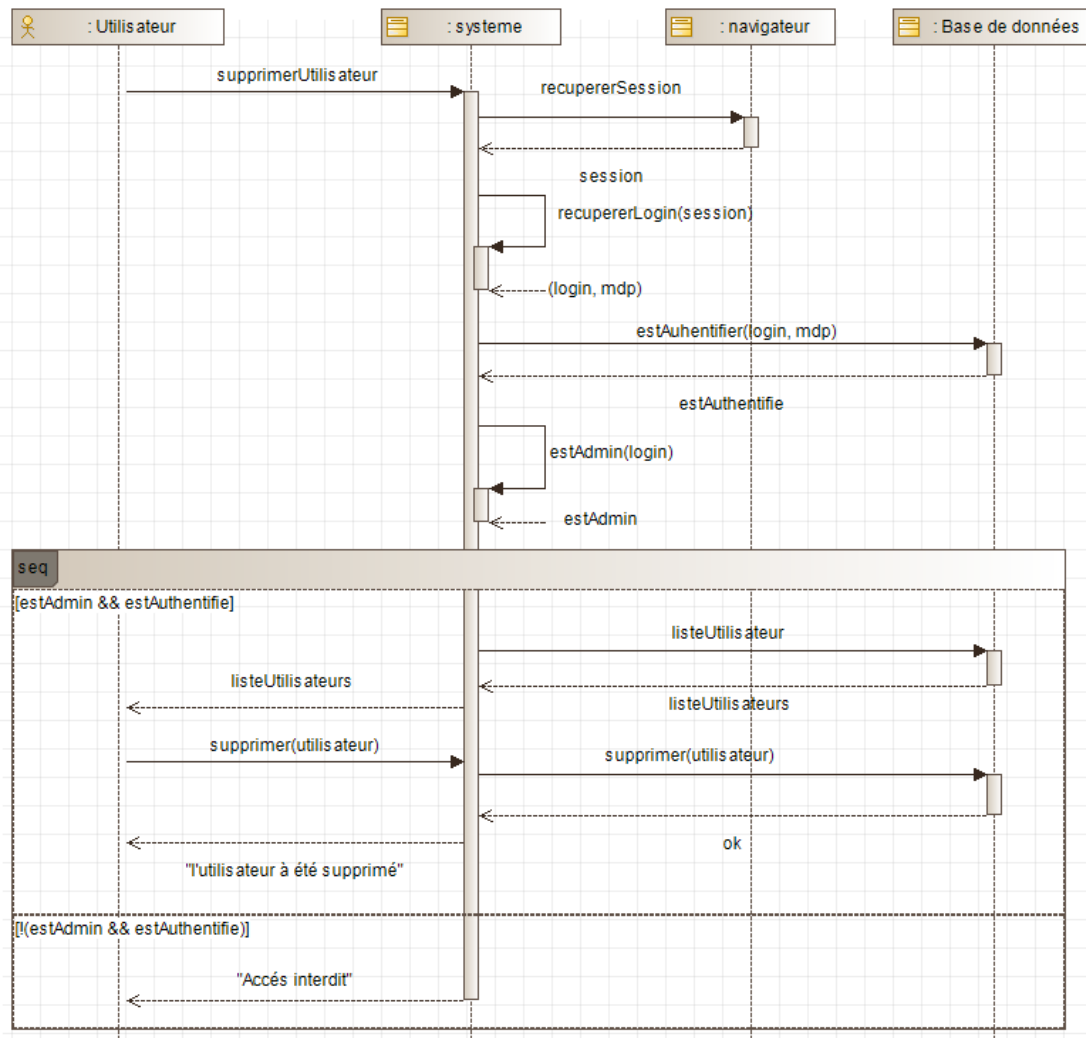 : Utilisateur
: systeme
: navigateur
: Base de données
supprimerUtilisateur
recupererSession
session
recupererLogin(session)
(login, mdp)
estAuhentifier(login, mdp)
estAuthentifie
estAdmin(login)
estAdmin
seq
[estAdmin && estAuthentifie]
listeUtilisateur
listeUtilisateurs
listeUtilisateurs
supprimer(utilisateur)
supprimer(utilisateur)
ok
"l'utilisateur à été supprimé"
[!(estAdmin && estAuthentifie)]
"Accés interdit"